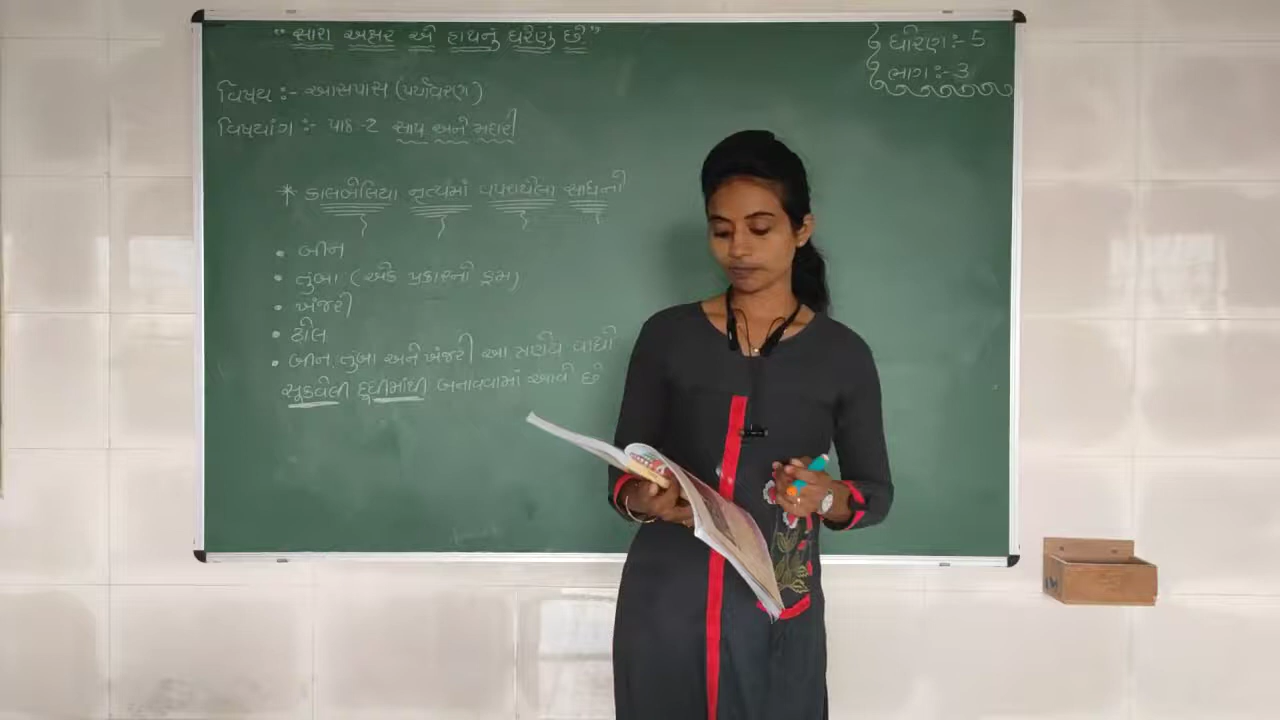 "સારા અક્ષર એ હાથનું ઘરેણું છે"
ધોરણ:- 5
ભાગ:- 3
વિષય:- આસપાસ (પર્યાવરણ)
વિષયાંગ:- પાઠ-2 સાપ અને મદારી
* કાલબેલિયા નૃત્યમાં વપરાયેલા સાધનો
• બીન
• તુંબા (એક પ્રકારનો ડ્રમ)
• ખંજરી
• ઢોલ
• બીન, તુંબા અને ખંજરી આ ત્રણેય વાદ્યો
સૂકવેલી દૂધીમાંથી બનાવવામાં આવે છે